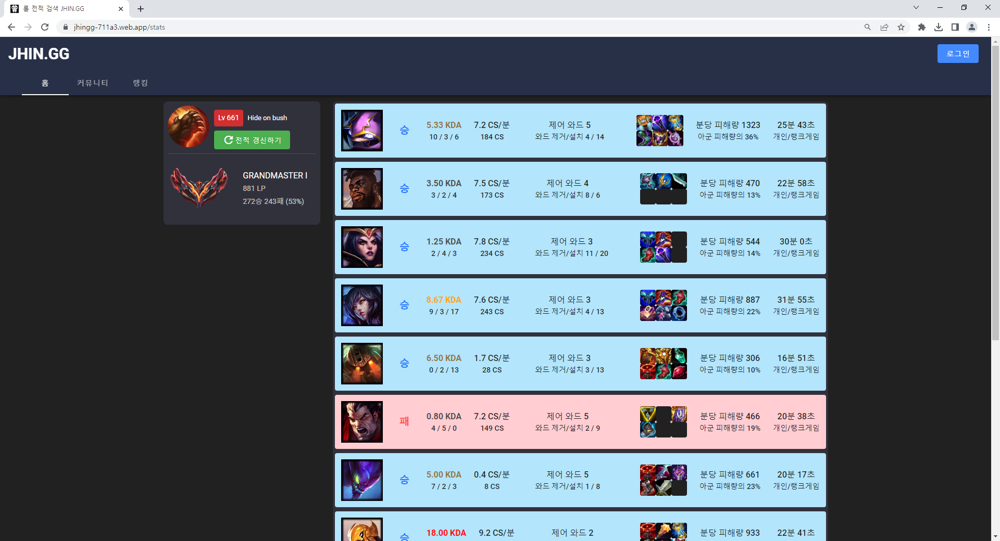 롤 전적 검색 JHIN.GG
jhingg-711a3.web.app/stats
JHIN.GG
로그인
홈
커뮤니티
랭킹
Lv 661
Hide on bush
전적 갱신하기
GRANDMASTER I
881 LP
272승 243패 (53%)
승
5.33 KDA
10 / 3 / 6
7.2 CS/분
184 CS
제어 와드 5
와드 제거/설치 4 / 14
분당 피해량 1323
아군 피해량의 36%
25분 43초
개인/랭크게임
승
3.50 KDA
3 / 2 / 4
7.5 CS/분
173 CS
제어 와드 4
와드 제거/설치 8 / 6
분당 피해량 470
아군 피해량의 13%
22분 58초
개인/랭크게임
승
1.25 KDA
2 / 4 / 3
7.8 CS/분
234 CS
제어 와드 3
와드 제거/설치 11 / 20
분당 피해량 544
아군 피해량의 14%
30분 0초
개인/랭크게임
승
8.67 KDA
9 / 3 / 17
7.6 CS/분
243 CS
제어 와드 3
와드 제거/설치 4 / 13
분당 피해량 887
아군 피해량의 22%
31분 55초
개인/랭크게임
승
6.50 KDA
0 / 2 / 13
1.7 CS/분
28 CS
제어 와드 3
와드 제거/설치 3 / 13
분당 피해량 306
아군 피해량의 10%
16분 51초
개인/랭크게임
패
0.80 KDA
4 / 5 / 0
7.2 CS/분
149 CS
제어 와드 5
와드 제거/설치 2 / 9
분당 피해량 466
아군 피해량의 19%
20분 38초
개인/랭크게임
승
5.00 KDA
7 / 2 / 3
0.4 CS/분
8 CS
제어 와드 5
와드 제거/설치 1 / 8
분당 피해량 661
아군 피해량의 23%
20분 17초
개인/랭크게임
승
18.00 KDA
9.2 CS/분
제어 와드 2
분당 피해량 933
22분 41초